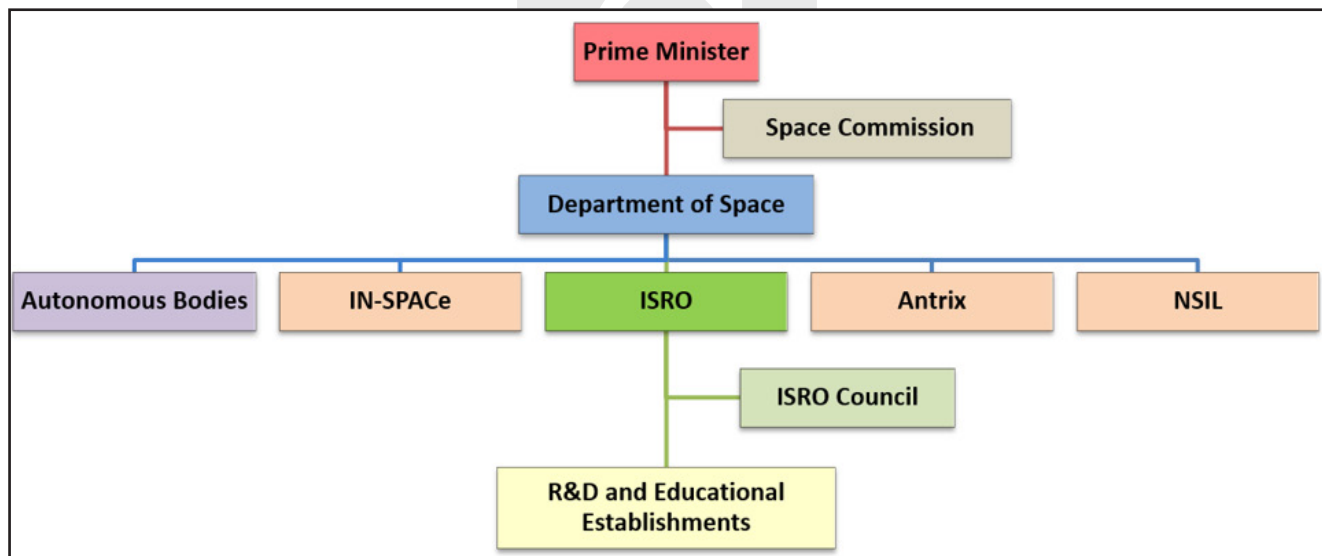 Prime Minister
Space Commission
Department of Space
Autonomous Bodies
IN-SPACe
ISRO
Antrix
NSIL
ISRO Council
R&D and Educational
Establishments